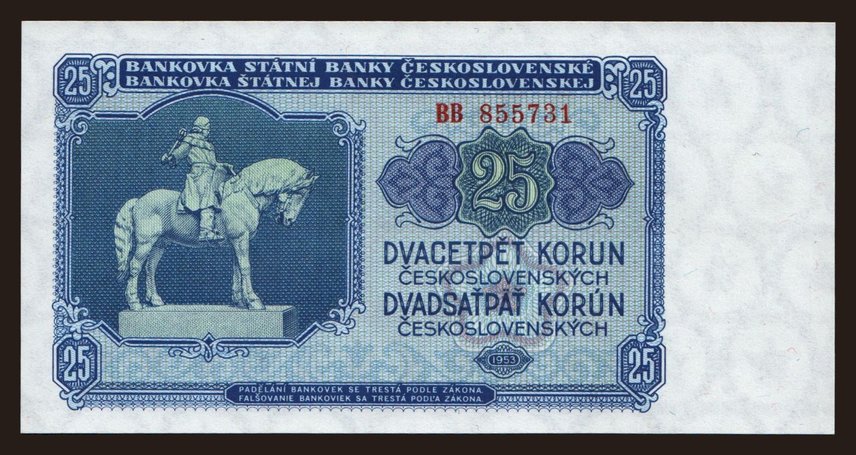 25
BANKOVKA STÁTNÍ BANKY ČESKOSLOVENSKÉ
BANKOVKA ŠTÁTNEJ BANKY ČESKOSLOVENSKEJ
25
BB 855731
25
DVACETPĚT KORUN
ČESKOSLOVENSKÝCH
DVADSAŤPÄŤ KORÚN
ČESKOSLOVENSKÝCH
1953
25
PADĚLÁNÍ BANKOVEK SE TRESTÁ PODLE ZÁKONA.
FALŠOVANIE BANKOVIEK SA TRESTÁ PODĽA ZÁKONA.
25